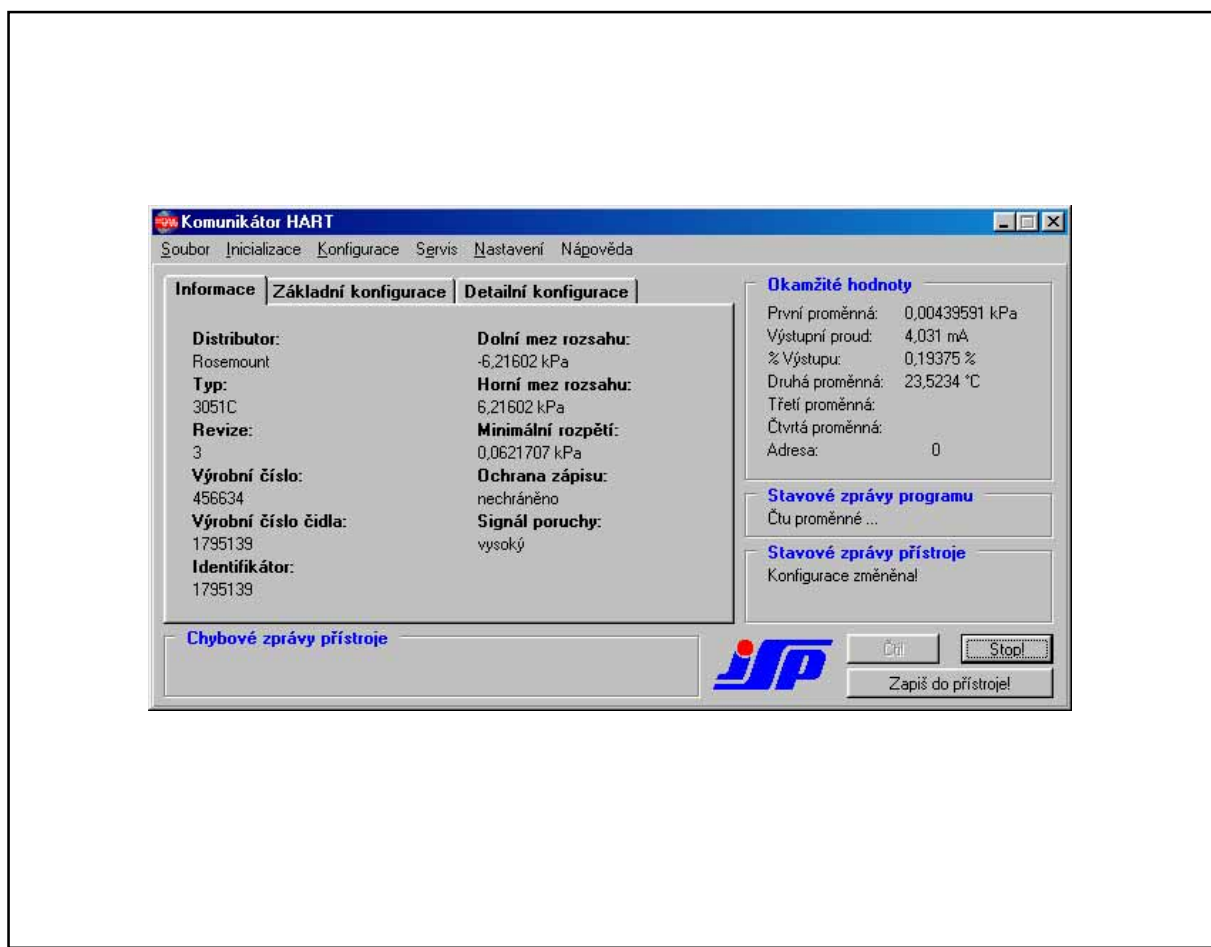 Komunikátor HART
Soubor Inicializace Konfigurace Servis Nastavení Nápověda
Informace Základní konfigurace Detailní konfigurace
Distributor:
Rosemount
Typ:
3051C
Revize:
3
Výrobní číslo:
456634
Výrobní číslo čidla:
1795139
Identifikátor:
1795139
Dolní mez rozsahu:
-6,21602 kPa
Horní mez rozsahu:
6,21602 kPa
Minimální rozpětí:
0,0621707 kPa
Ochrana zápisu:
nechráněno
Signál poruchy:
vysoký
Okamžité hodnoty
První proměnná: 0,00439591 kPa
Výstupní proud: 4,031 mA
% Výstupu: 0,19375 %
Druhá proměnná: 23,5234 °C
Třetí proměnná:
Čtvrtá proměnná:
Adresa: 0
Stavové zprávy programu
Čtu proměnné ...
Stavové zprávy přístroje
Konfigurace změněna!
Chybové zprávy přístroje
JSP
Čti! Stop!
Zapiš do přístroje!